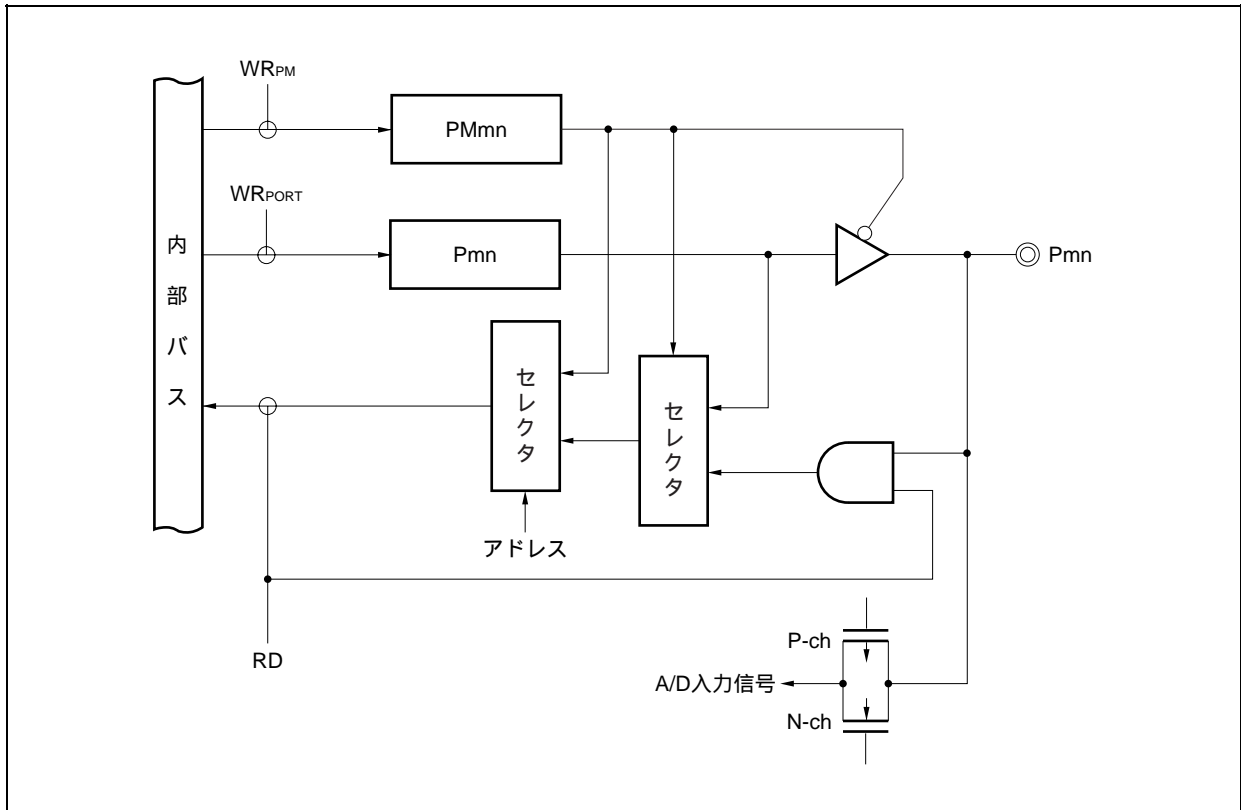 WRPM
PMmn
WRPORT
内部バス
Pmn
Pmn
セレクタ
セレクタ
アドレス
RD
P-ch
A/D入力信号
N-ch